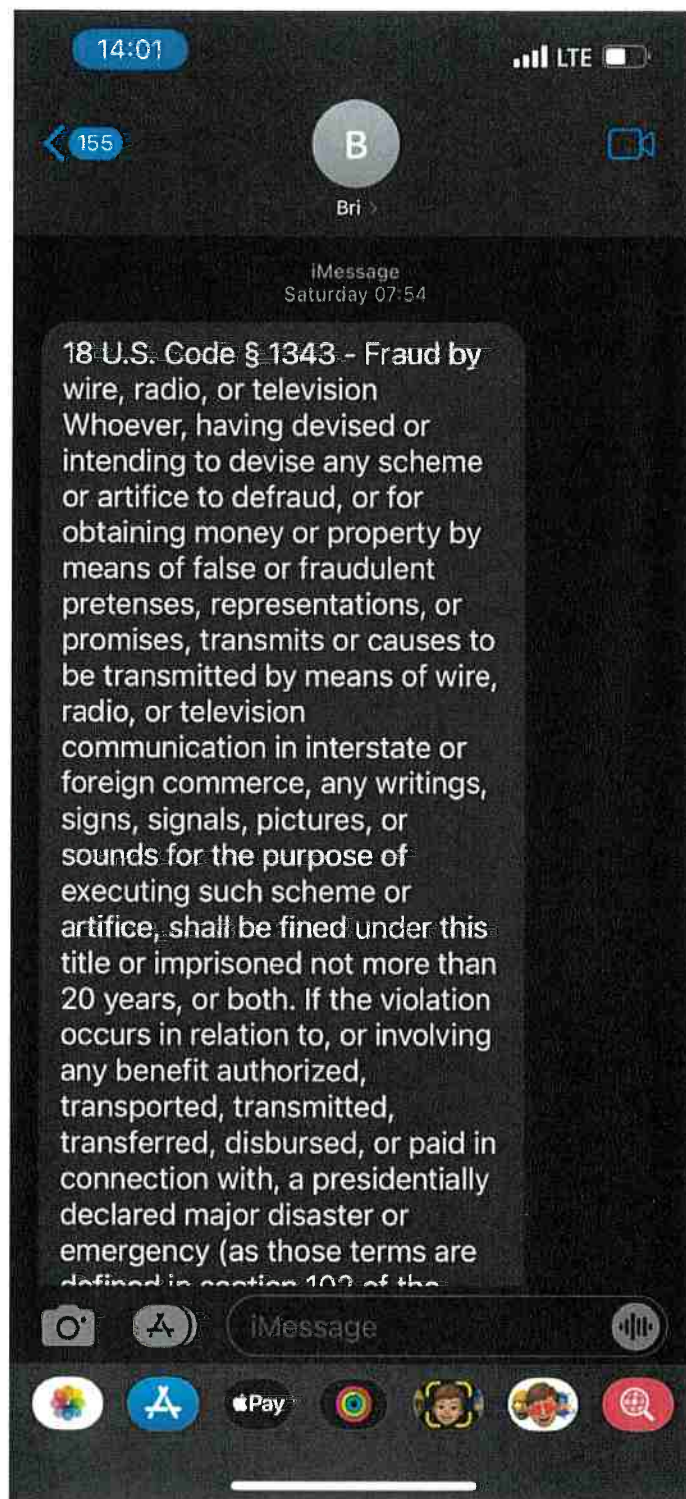 14:01
LTE
155
B
Bri
iMessage
Saturday 07:54
18 U.S. Code § 1343 - Fraud by
wire, radio, or television
Whoever, having devised or
intending to devise any scheme
or artifice to defraud, or for
obtaining money or property by
means of false or fraudulent
pretenses, representations, or
promises, transmits or causes to
be transmitted by means of wire,
radio, or television
communication in interstate or
foreign commerce, any writings,
signs, signals, pictures, or
sounds for the purpose of
executing such scheme or
artifice, shall be fined under this
title or imprisoned not more than
20 years, or both. If the violation
occurs in relation to, or involving
any benefit authorized,
transported, transmitted,
transferred, disbursed, or paid in
connection with, a presidentially
declared major disaster or
emergency (as those terms are
defined in section 102 of the
iMessage
Pay